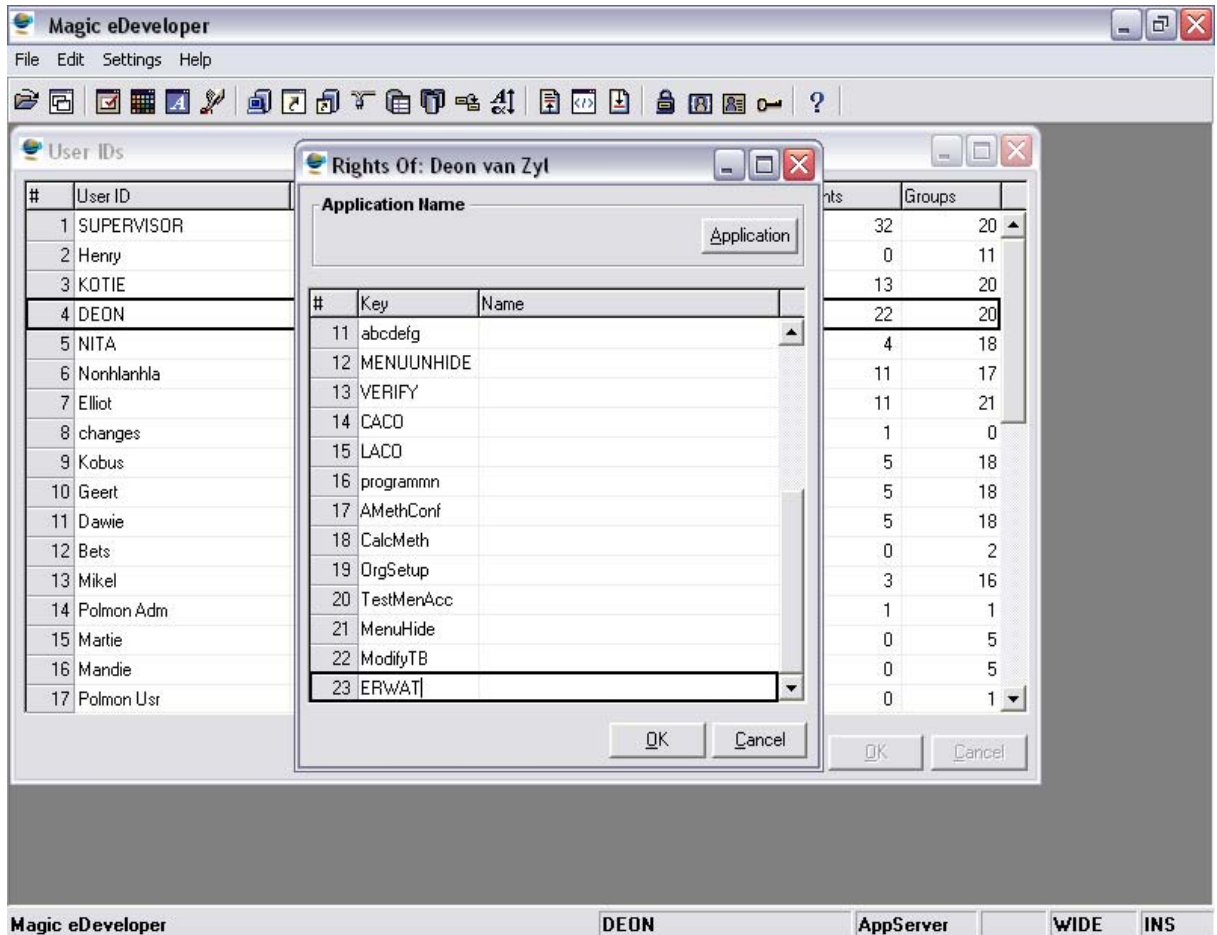 Magic eDeveloper
File Edit Settings Help
User IDs
# User ID nts Groups
1 SUPERVISOR 32 20
2 Henry 0 11
3 KOTIE 13 20
4 DEON 22 20
5 NITA 4 18
6 Nonhlanhla 11 17
7 Elliot 11 21
8 changes 1 0
9 Kobus 5 18
10 Geert 5 18
11 Dawie 5 18
12 Bets 0 2
13 Mikel 3 16
14 Polmon Adm 1 1
15 Martie 0 5
16 Mandie 0 5
17 Polmon Usr 0 1
OK Cancel
Rights Of: Deon van Zyl
Application Name
Application
# Key Name
11 abcdefg
12 MENUUNHIDE
13 VERIFY
14 CACO
15 LACO
16 programmn
17 AMethConf
18 CalcMeth
19 OrgSetup
20 TestMenAcc
21 MenuHide
22 ModifyTB
23 ERWAT
OK Cancel
Magic eDeveloper DEON AppServer WIDE INS